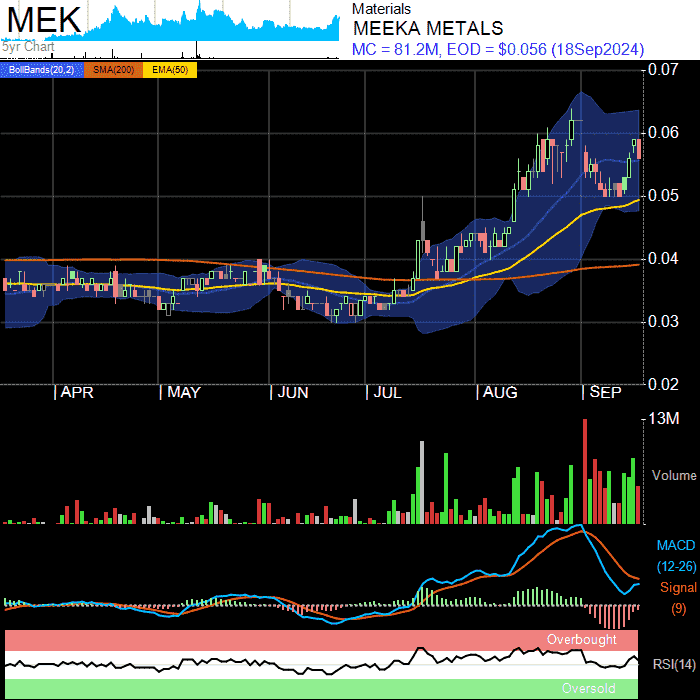 MEK
5yr Chart
Materials
MEEKA METALS
MC = 81.2M, EOD = $0.056 (18Sep2024)
BollBands(20,2) SMA(200) EMA(50)
0.07
0.06
0.05
0.04
0.03
0.02
APR MAY JUN JUL AUG SEP
13M
Volume
MACD
(12-26)
Signal
(9)
Overbought
RSI(14)
Oversold